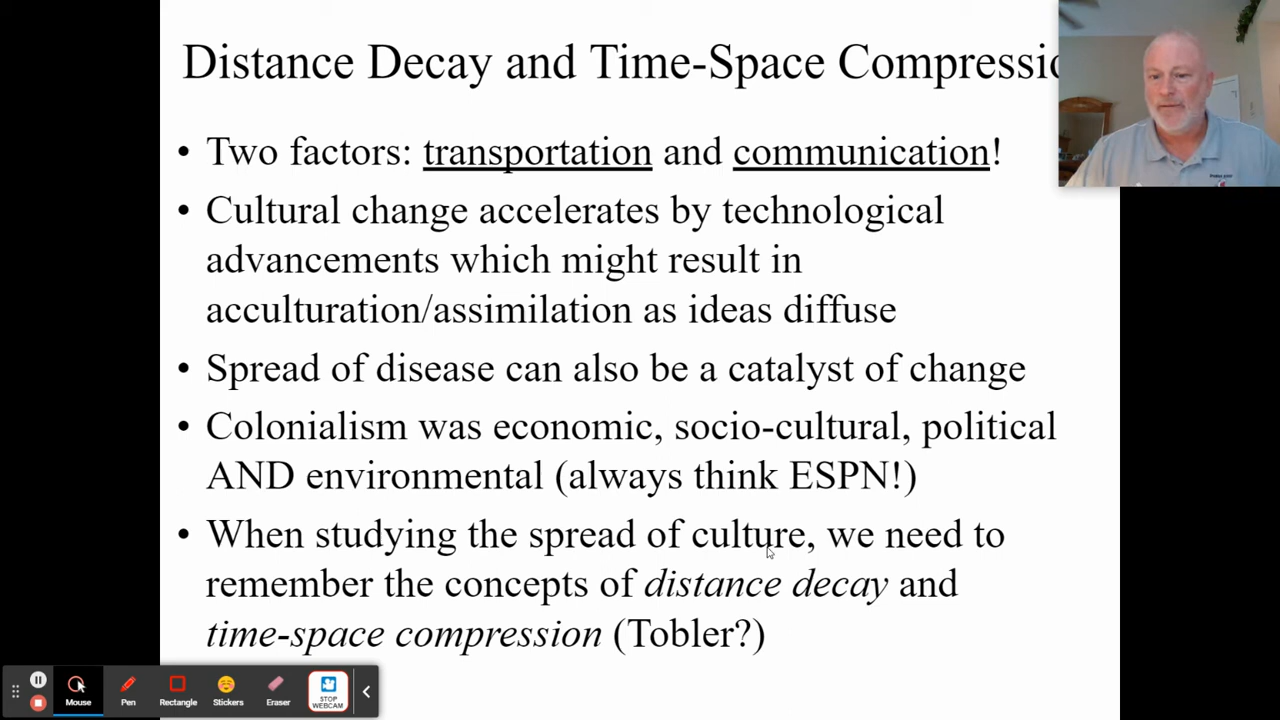 Distance Decay and Time-Space Compressio
• Two factors: transportation and communication!
• Cultural change accelerates by technological
advancements which might result in
acculturation/assimilation as ideas diffuse
• Spread of disease can also be a catalyst of change
• Colonialism was economic, socio-cultural, political
AND environmental (always think ESPN!)
• When studying the spread of culture, we need to
remember the concepts of distance decay and
time-space compression (Tobler?)
Mouse Pen Rectangle Stickers Eraser STOP WEBCAM